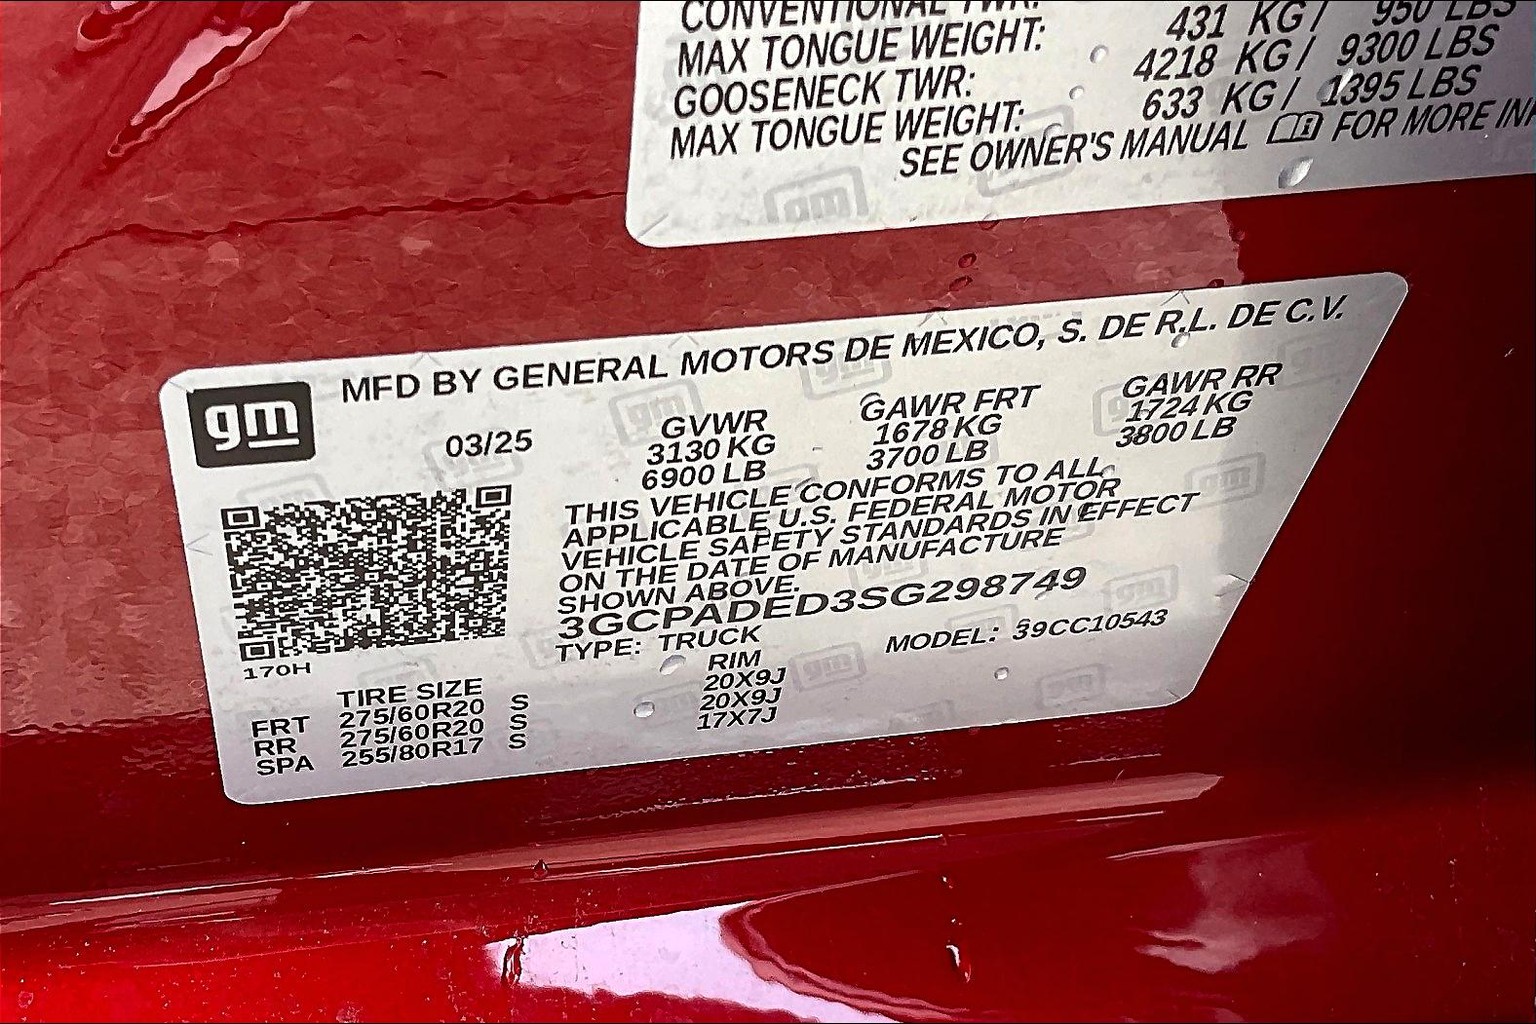 CONVENTIONAL TWR:
MAX TONGUE WEIGHT: 431 KG / 950 LBS
GOOSENECK TWR: 4218 KG / 9300 LBS
MAX TONGUE WEIGHT: 633 KG / 1395 LBS
SEE OWNER'S MANUAL FOR MORE
gm
MFD BY GENERAL MOTORS DE MEXICO, S. DE R.L. DE C.V.
03/25
GVWR GAWR FRT GAWR RR
3130 KG 1678 KG 1724 KG
6900 LB 3700 LB 3800 LB
THIS VEHICLE CONFORMS TO ALL
APPLICABLE U.S. FEDERAL MOTOR
VEHICLE SAFETY STANDARDS IN EFFECT
ON THE DATE OF MANUFACTURE
SHOWN ABOVE.
3GCPADED3SG298749
TYPE: TRUCK MODEL: 39CC10543
170H
TIRE SIZE RIM
FRT 275/60R20 S 20X9J
RR 275/60R20 S 20X9J
SPA 255/80R17 S 17X7J